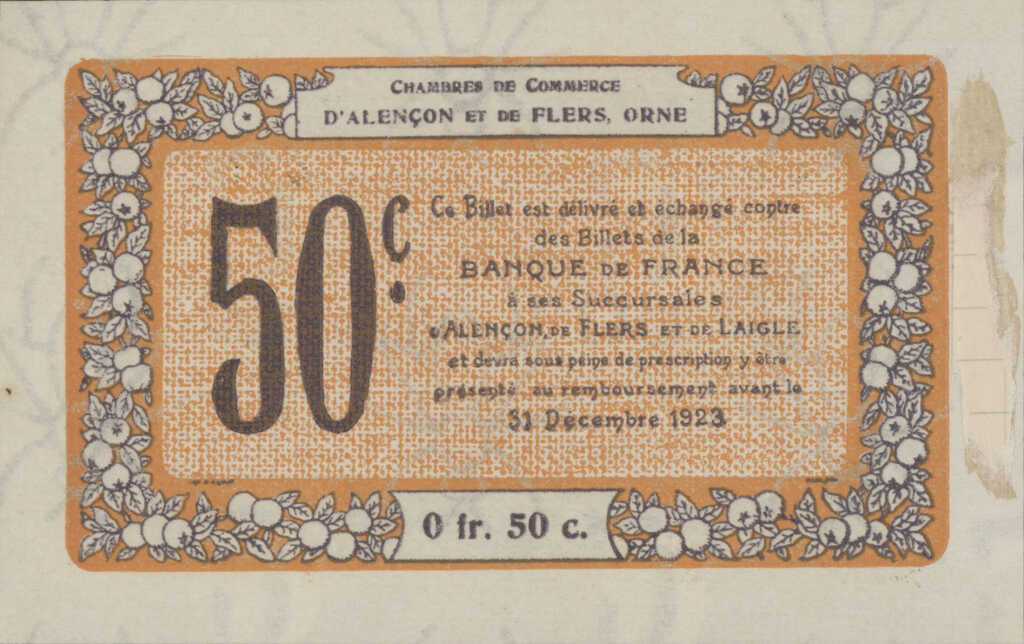 CHAMBRES DE COMMERCE
D'ALENÇON ET DE FLERS, ORNE
50c.
Ce Billet est délivré et échangé contre
des Billets de la
BANQUE DE FRANCE
à ses Succursales
d'ALENÇON, DE FLERS ET DE LAIGLE
et devra sous peine de prescription y être
présenté au remboursement avant le
31 Décembre 1923
0 fr. 50 c.